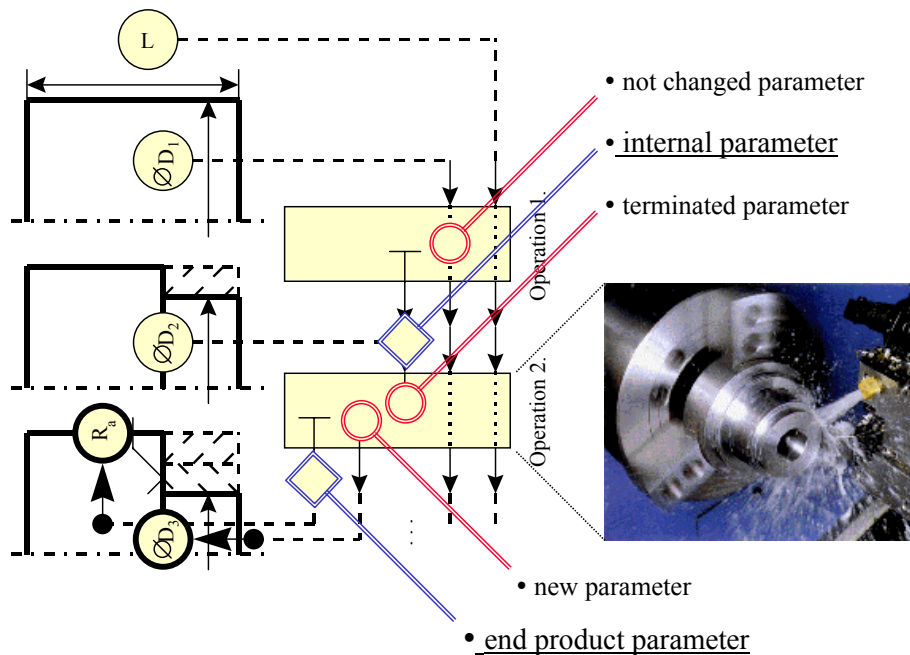 L
• not changed parameter
ØD₁
• internal parameter
• terminated parameter
Operation 1.
ØD₂
Operation 2.
Rₐ
ØD₃
• new parameter
• end product parameter